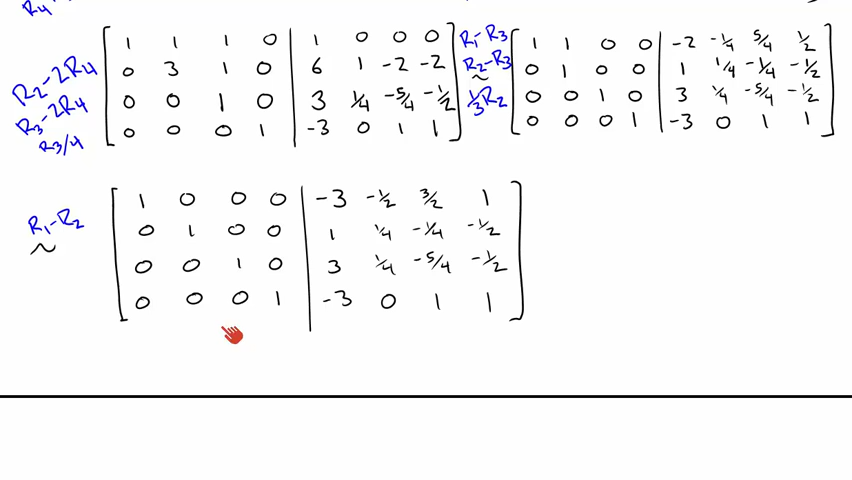 R4
1 1 1 0 | 1 0 0 0 R1-R3 1 1 0 0 | -2 -1/4 5/4 1/2
R2-2R4 0 3 1 0 | 6 1 -2 -2 R2-R3 0 1 0 0 | 1 1/4 -1/4 -1/2
R3-2R4 0 0 1 0 | 3 1/4 -5/4 -1/2 ~ 1/3R2 0 0 1 0 | 3 1/4 -5/4 -1/2
R3/4 0 0 0 1 | -3 0 1 1 0 0 0 1 | -3 0 1 1
1 0 0 0 | -3 -1/2 3/2 1
R1-R2 0 1 0 0 | 1 1/4 -1/4 -1/2
~ 0 0 1 0 | 3 1/4 -5/4 -1/2
0 0 0 1 | -3 0 1 1